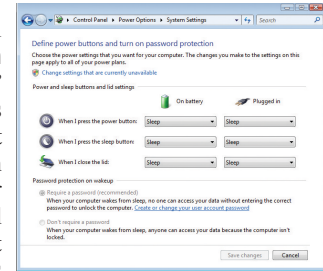 Control Panel ▸ Power Options ▸ System Settings
Search
Define power buttons and turn on password protection
Choose the power settings that you want for your computer. The changes you make to the settings on this
page apply to all of your power plans.
Change settings that are currently unavailable
Power and sleep buttons and lid settings
On battery Plugged in
When I press the power button: Sleep Sleep
When I press the sleep button: Sleep Sleep
When I close the lid: Sleep Sleep
Password protection on wakeup
Require a password (recommended)
When your computer wakes from sleep, no one can access your data without entering the correct
password to unlock the computer. Create or change your user account password
Don't require a password
When your computer wakes from sleep, anyone can access your data because the computer isn't
locked.
Save changes Cancel